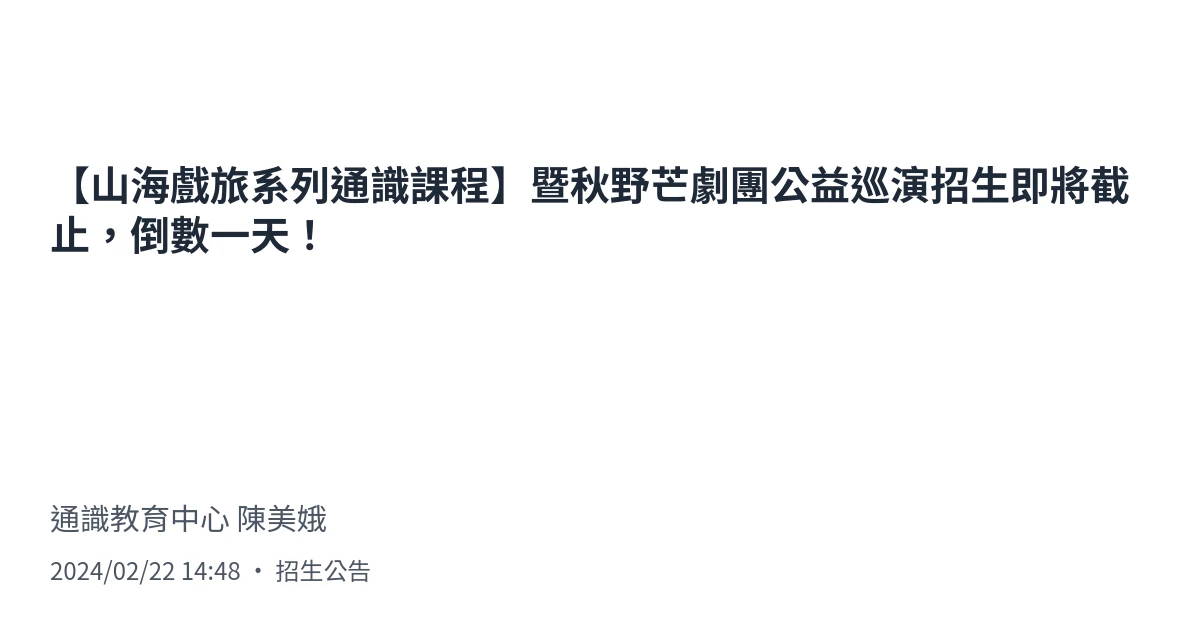 【山海戲旅系列通識課程】暨秋野芒劇團公益巡演招生即將截
止，倒數一天！
通識教育中心 陳美娥
2024/02/22 14:48 ・ 招生公告